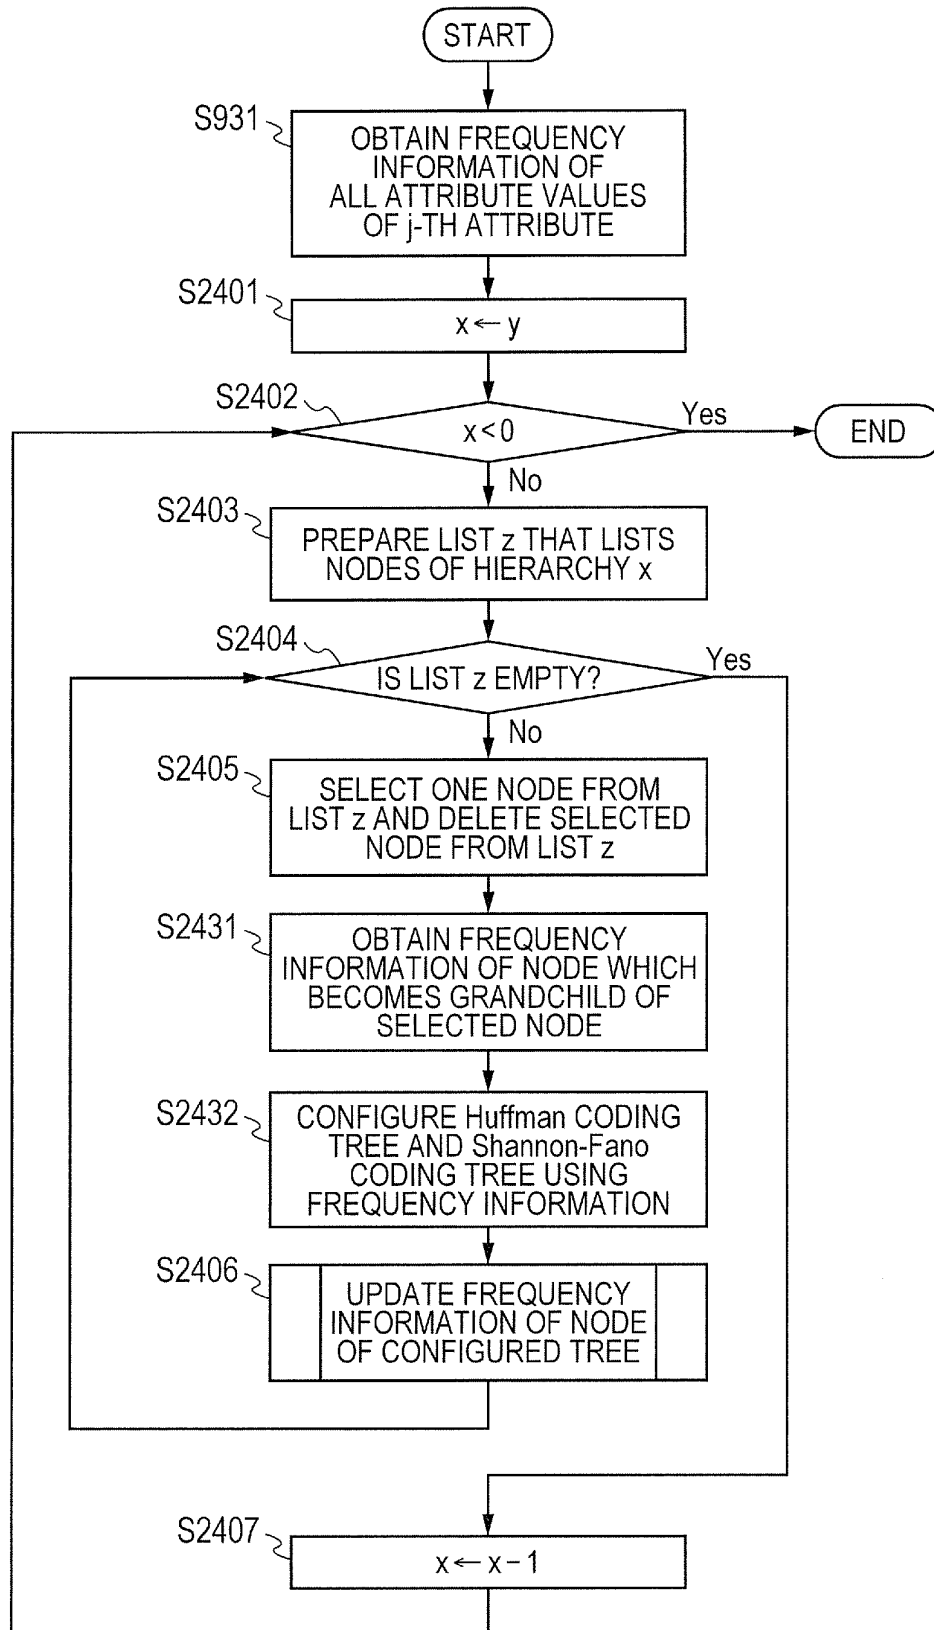 START
S931
OBTAIN FREQUENCY
INFORMATION OF
ALL ATTRIBUTE VALUES
OF j-TH ATTRIBUTE
S2401
x ← y
S2402
x < 0
Yes
END
No
S2403
PREPARE LIST z THAT LISTS
NODES OF HIERARCHY x
S2404
IS LIST z EMPTY?
Yes
No
S2405
SELECT ONE NODE FROM
LIST z AND DELETE SELECTED
NODE FROM LIST z
S2431
OBTAIN FREQUENCY
INFORMATION OF NODE WHICH
BECOMES GRANDCHILD OF
SELECTED NODE
S2432
CONFIGURE Huffman CODING
TREE AND Shannon-Fano
CODING TREE USING
FREQUENCY INFORMATION
S2406
UPDATE FREQUENCY
INFORMATION OF NODE
OF CONFIGURED TREE
S2407
x ← x − 1